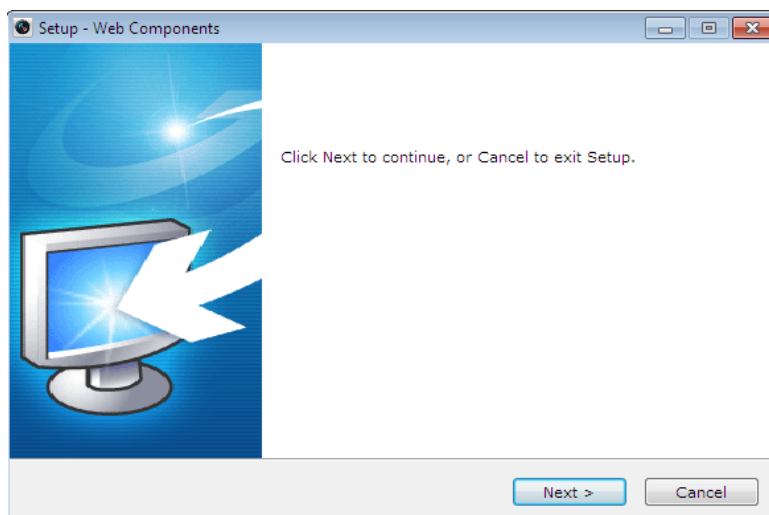 Setup - Web Components
Click Next to continue, or Cancel to exit Setup.
Next >
Cancel